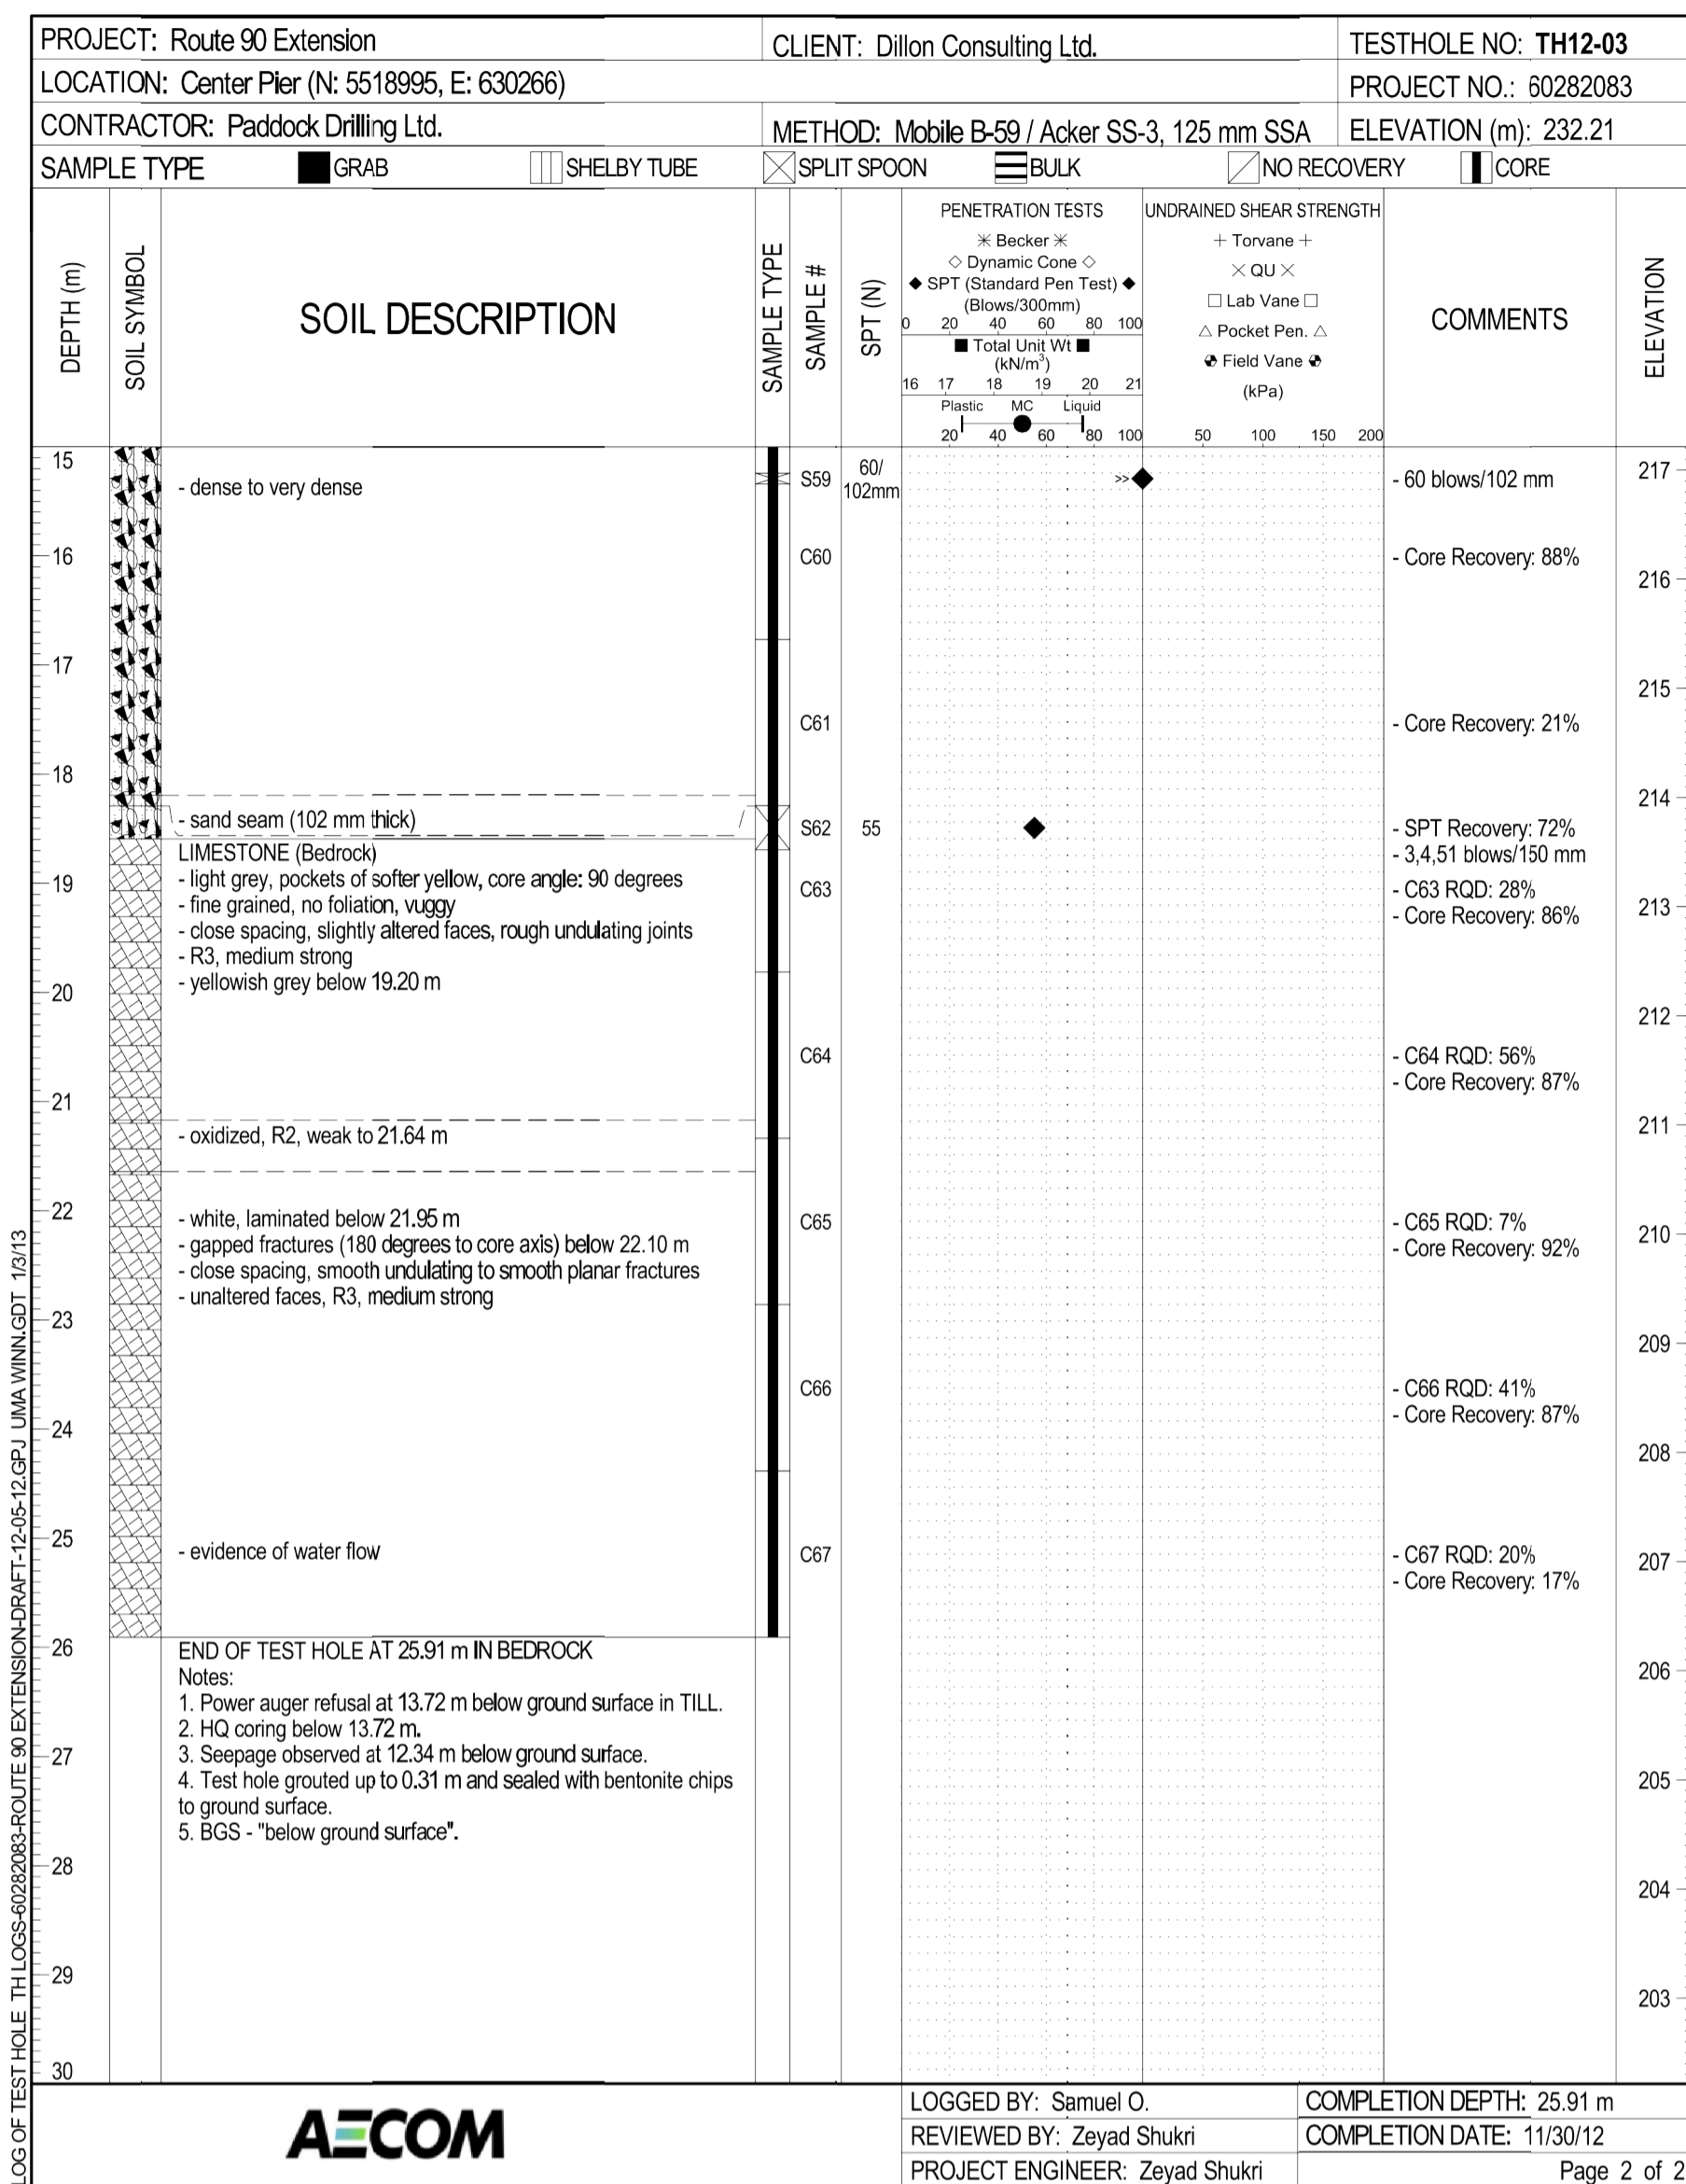 PROJECT: Route 90 Extension
CLIENT: Dillon Consulting Ltd.
TESTHOLE NO: TH12-03
LOCATION: Center Pier (N: 5518995, E: 630266)
PROJECT NO.: 60282083
CONTRACTOR: Paddock Drilling Ltd.
METHOD: Mobile B-59 / Acker SS-3, 125 mm SSA
ELEVATION (m): 232.21
SAMPLE TYPE
GRAB
SHELBY TUBE
SPLIT SPOON
BULK
NO RECOVERY
CORE
DEPTH (m)
SOIL SYMBOL
SOIL DESCRIPTION
SAMPLE TYPE
SAMPLE #
SPT (N)
PENETRATION TESTS
✳ Becker ✳
◇ Dynamic Cone ◇
◆ SPT (Standard Pen Test) ◆
(Blows/300mm)
0 20 40 60 80 100
■ Total Unit Wt ■
(kN/m³)
16 17 18 19 20 21
Plastic MC Liquid
20 40 60 80 100
UNDRAINED SHEAR STRENGTH
+ Torvane +
× QU ×
□ Lab Vane □
△ Pocket Pen. △
Field Vane
(kPa)
50 100 150 200
COMMENTS
ELEVATION
15
- dense to very dense
S59
60/
102mm
>>
- 60 blows/102 mm
217
16
C60
- Core Recovery: 88%
216
17
215
C61
- Core Recovery: 21%
18
214
- sand seam (102 mm thick)
S62
55
- SPT Recovery: 72%
- 3,4,51 blows/150 mm
LIMESTONE (Bedrock)
- light grey, pockets of softer yellow, core angle: 90 degrees
- fine grained, no foliation, vuggy
- close spacing, slightly altered faces, rough undulating joints
- R3, medium strong
- yellowish grey below 19.20 m
19
C63
- C63 RQD: 28%
- Core Recovery: 86%
213
20
212
C64
- C64 RQD: 56%
- Core Recovery: 87%
21
211
- oxidized, R2, weak to 21.64 m
22
- white, laminated below 21.95 m
- gapped fractures (180 degrees to core axis) below 22.10 m
- close spacing, smooth undulating to smooth planar fractures
- unaltered faces, R3, medium strong
C65
- C65 RQD: 7%
- Core Recovery: 92%
210
23
209
C66
- C66 RQD: 41%
- Core Recovery: 87%
24
208
25
- evidence of water flow
C67
- C67 RQD: 20%
- Core Recovery: 17%
207
26
END OF TEST HOLE AT 25.91 m IN BEDROCK
Notes:
1. Power auger refusal at 13.72 m below ground surface in TILL.
2. HQ coring below 13.72 m.
3. Seepage observed at 12.34 m below ground surface.
4. Test hole grouted up to 0.31 m and sealed with bentonite chips
to ground surface.
5. BGS - "below ground surface".
206
27
205
28
204
29
203
30
LOG OF TEST HOLE TH LOGS-60282083-ROUTE 90 EXTENSION-DRAFT-12-05-12.GPJ UMA WINN.GDT 1/3/13
AECOM
LOGGED BY: Samuel O.
COMPLETION DEPTH: 25.91 m
REVIEWED BY: Zeyad Shukri
COMPLETION DATE: 11/30/12
PROJECT ENGINEER: Zeyad Shukri
Page 2 of 2